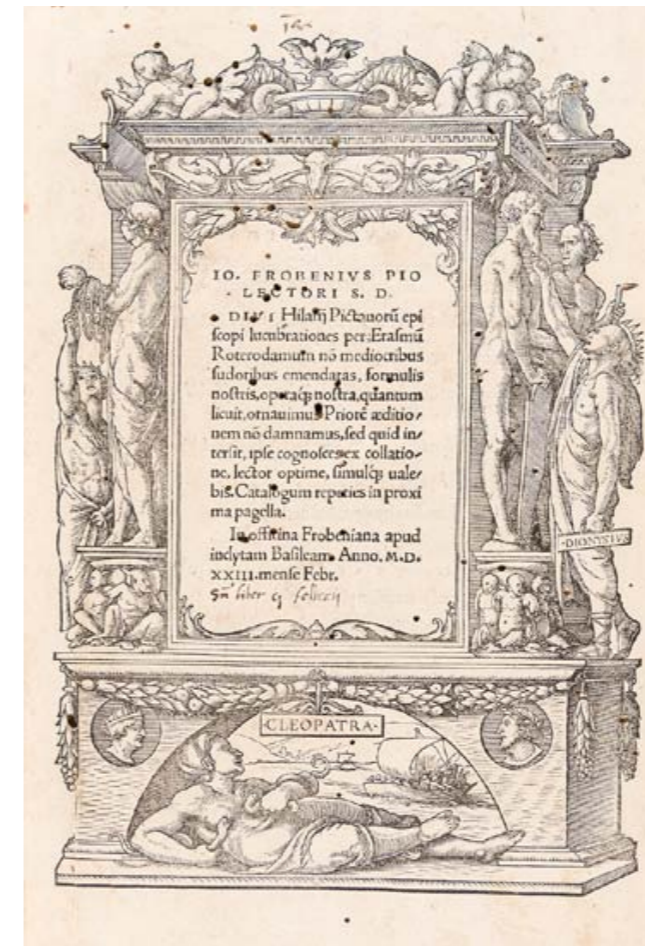 IO. FROBENIVS PIO
LECTORI S. D.
DIVI Hilarij Pictauorū epi
scopi lucubrationes per Erasmū
Roterodamum nō mediocribus
sudoribus emendatas, formulis
nostris, operaqꝫ nostra, quantum
licuit, ornauimus. Priorē æditio-
nem nō damnamus, sed quid in-
tersit, ipse cognosces ex collatio-
ne, lector optime, simulqꝫ uale-
bis. Catalogum reperies in proxi
ma pagella.
In officina Frobeniana apud
inclytam Basileam. Anno. M.D.
XXIII. mense Febr.
liber
·DIONYSIVS
·CLEOPATRA·